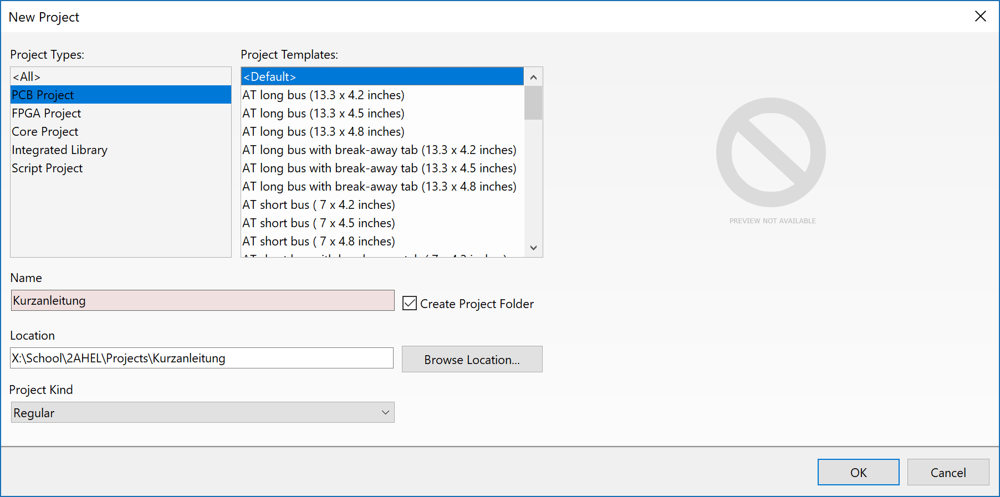 New Project
Project Types:
<All>
PCB Project
FPGA Project
Core Project
Integrated Library
Script Project
Project Templates:
<Default>
AT long bus (13.3 x 4.2 inches)
AT long bus (13.3 x 4.5 inches)
AT long bus (13.3 x 4.8 inches)
AT long bus with break-away tab (13.3 x 4.2 inches)
AT long bus with break-away tab (13.3 x 4.5 inches)
AT long bus with break-away tab (13.3 x 4.8 inches)
AT short bus ( 7 x 4.2 inches)
AT short bus ( 7 x 4.5 inches)
AT short bus ( 7 x 4.8 inches)
PREVIEW NOT AVAILABLE
Name
Kurzanleitung
Create Project Folder
Location
X:\School\2AHEL\Projects\Kurzanleitung
Browse Location...
Project Kind
Regular
OK
Cancel